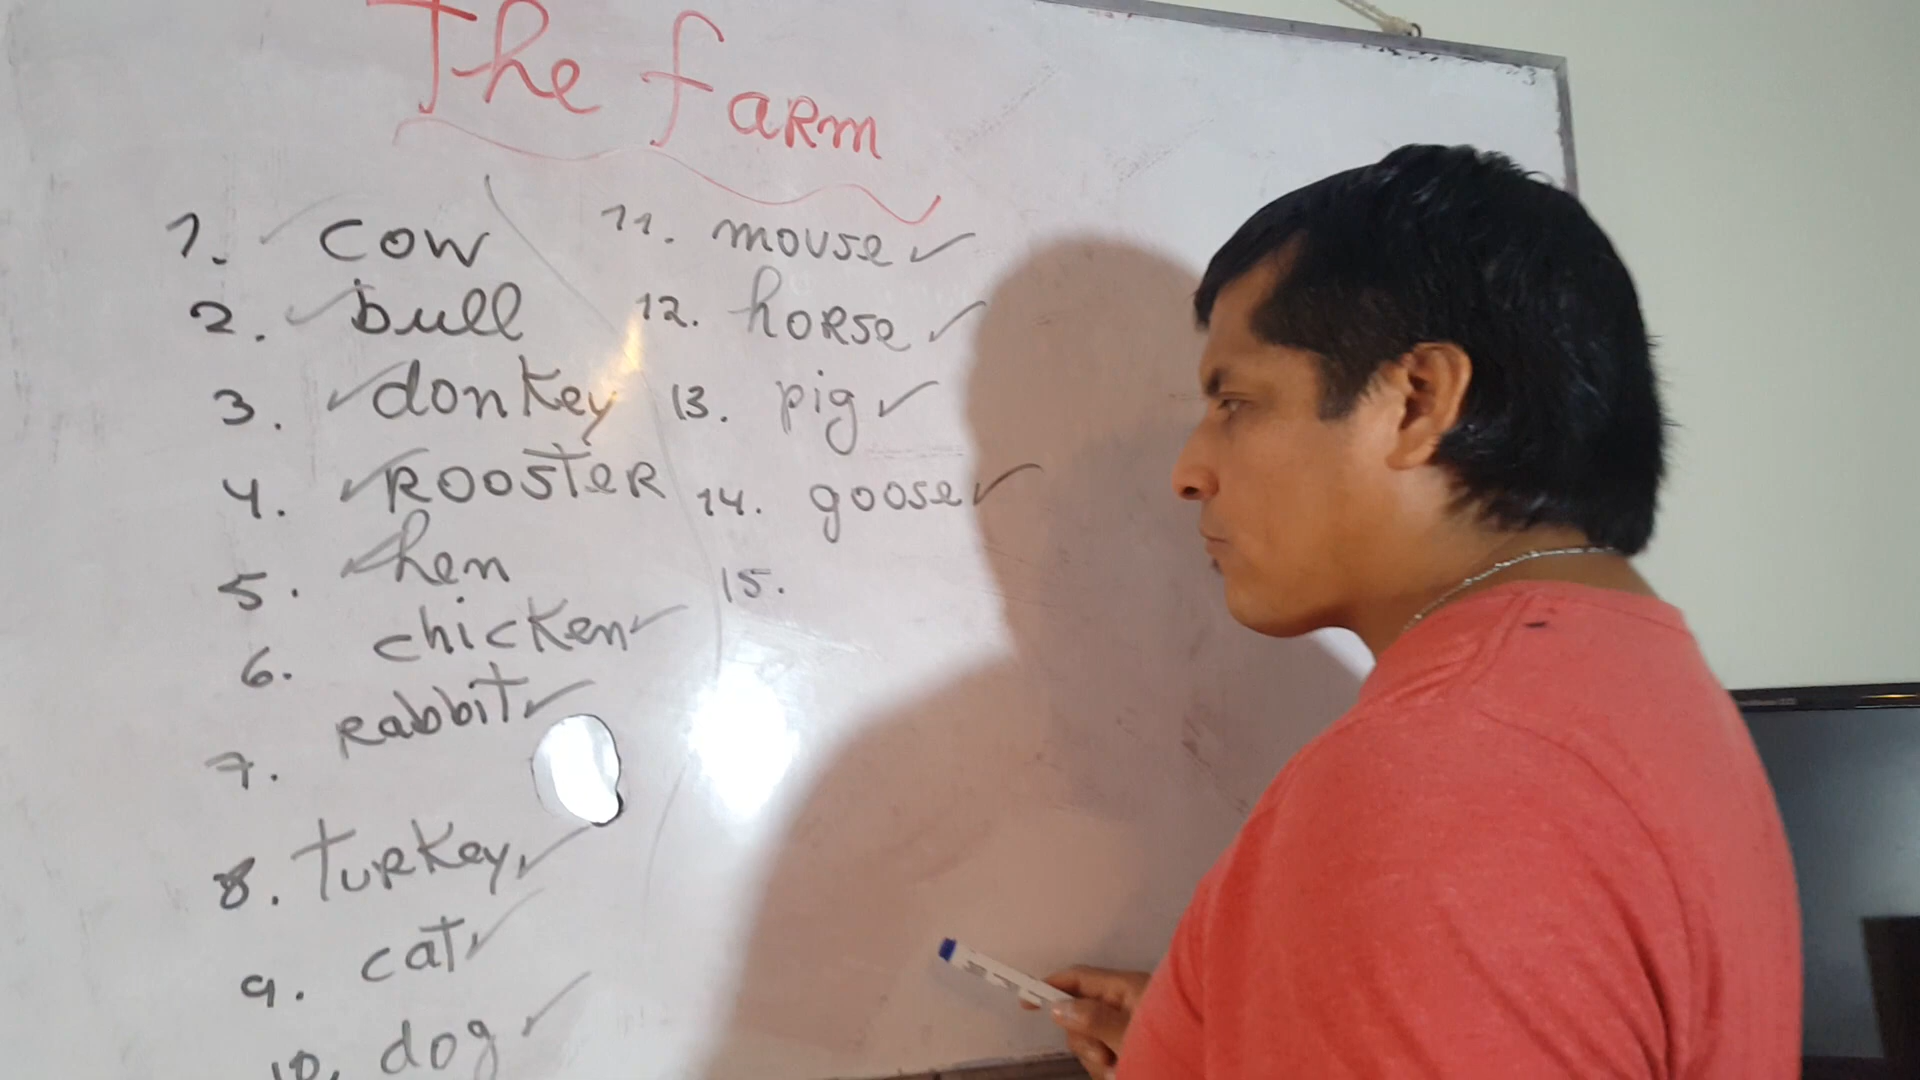 The farm
1. cow
2. bull
3. donkey
4. ROOSTER
5. hen
6. chicken
7. rabbit
8. turkey
9. cat
10. dog
11. mouse
12. horse
13. pig
14. goose
15.